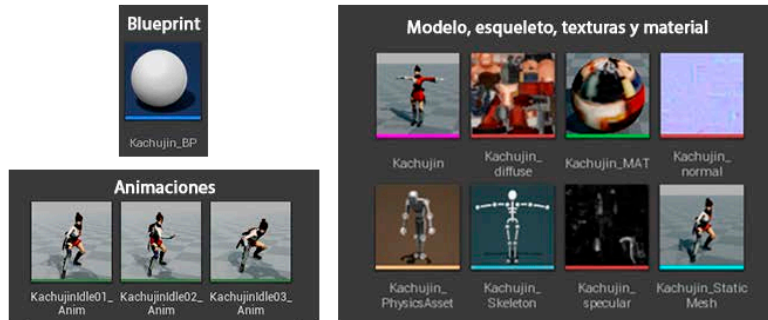 Blueprint
Kachujin_BP
Animaciones
KachujinIdle01_ KachujinIdle02_ KachujinIdle03_
Anim Anim Anim
Modelo, esqueleto, texturas y material
Kachujin Kachujin_ Kachujin_MAT Kachujin_
diffuse normal
Kachujin_ Kachujin_ Kachujin_ Kachujin_Static
PhysicsAsset Skeleton specular Mesh